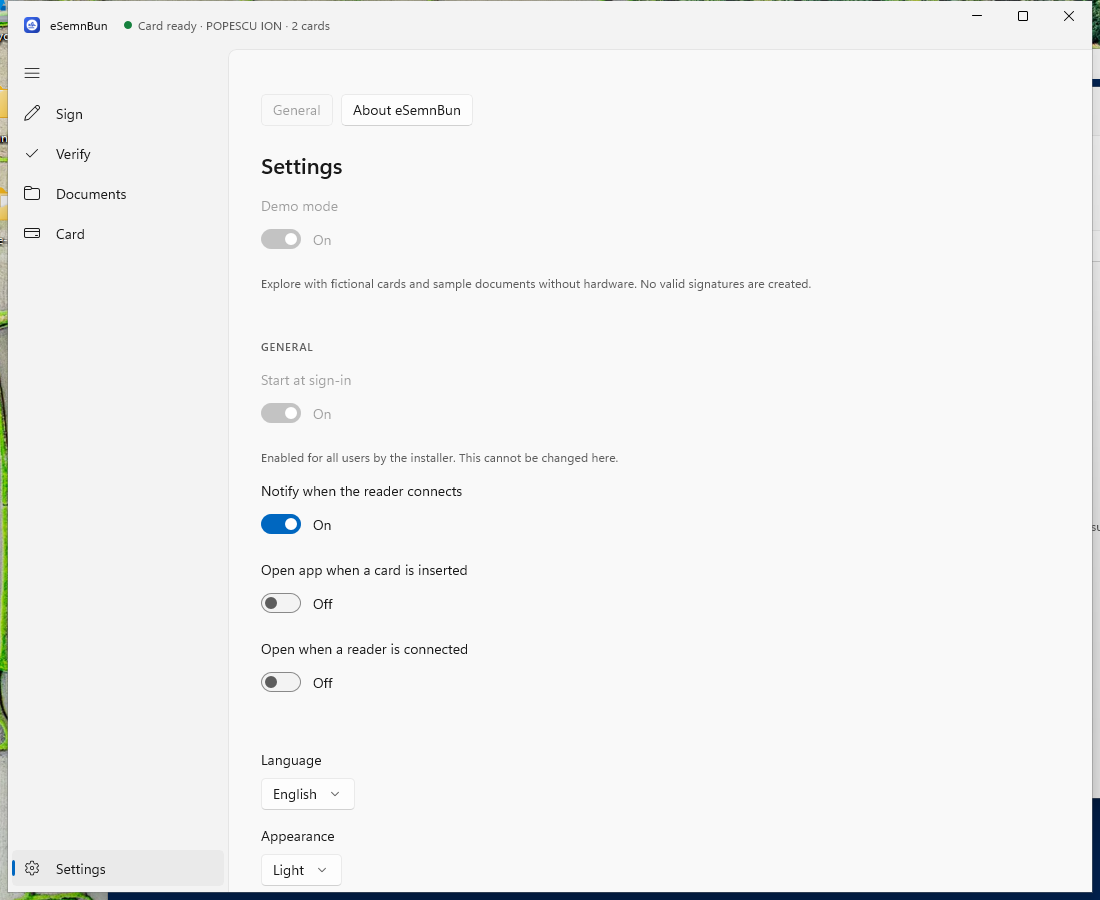 eSemnBun
Card ready · POPESCU ION · 2 cards
Sign
Verify
Documents
Card
Settings
General
About eSemnBun
Settings
Demo mode
On
Explore with fictional cards and sample documents without hardware. No valid signatures are created.
GENERAL
Start at sign-in
On
Enabled for all users by the installer. This cannot be changed here.
Notify when the reader connects
On
Open app when a card is inserted
Off
Open when a reader is connected
Off
Language
English
Appearance
Light